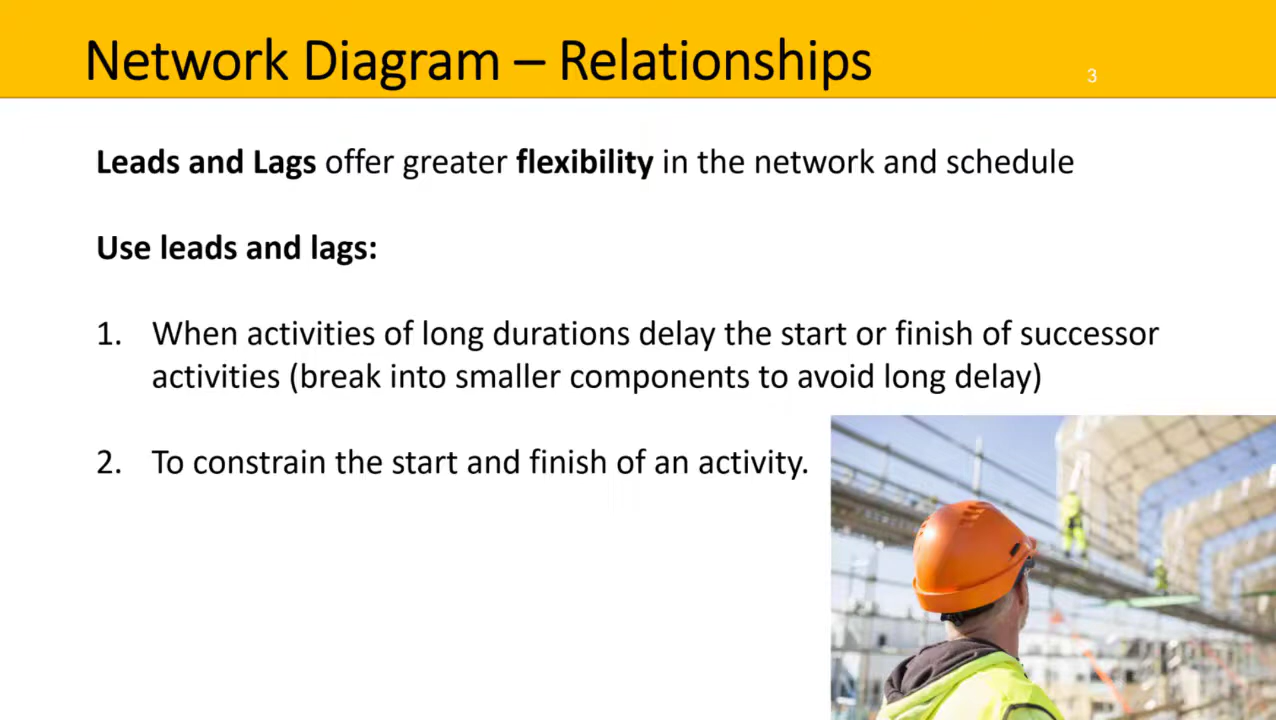 Network Diagram – Relationships
3
Leads and Lags offer greater flexibility in the network and schedule
Use leads and lags:
1. When activities of long durations delay the start or finish of successor
activities (break into smaller components to avoid long delay)
2. To constrain the start and finish of an activity.